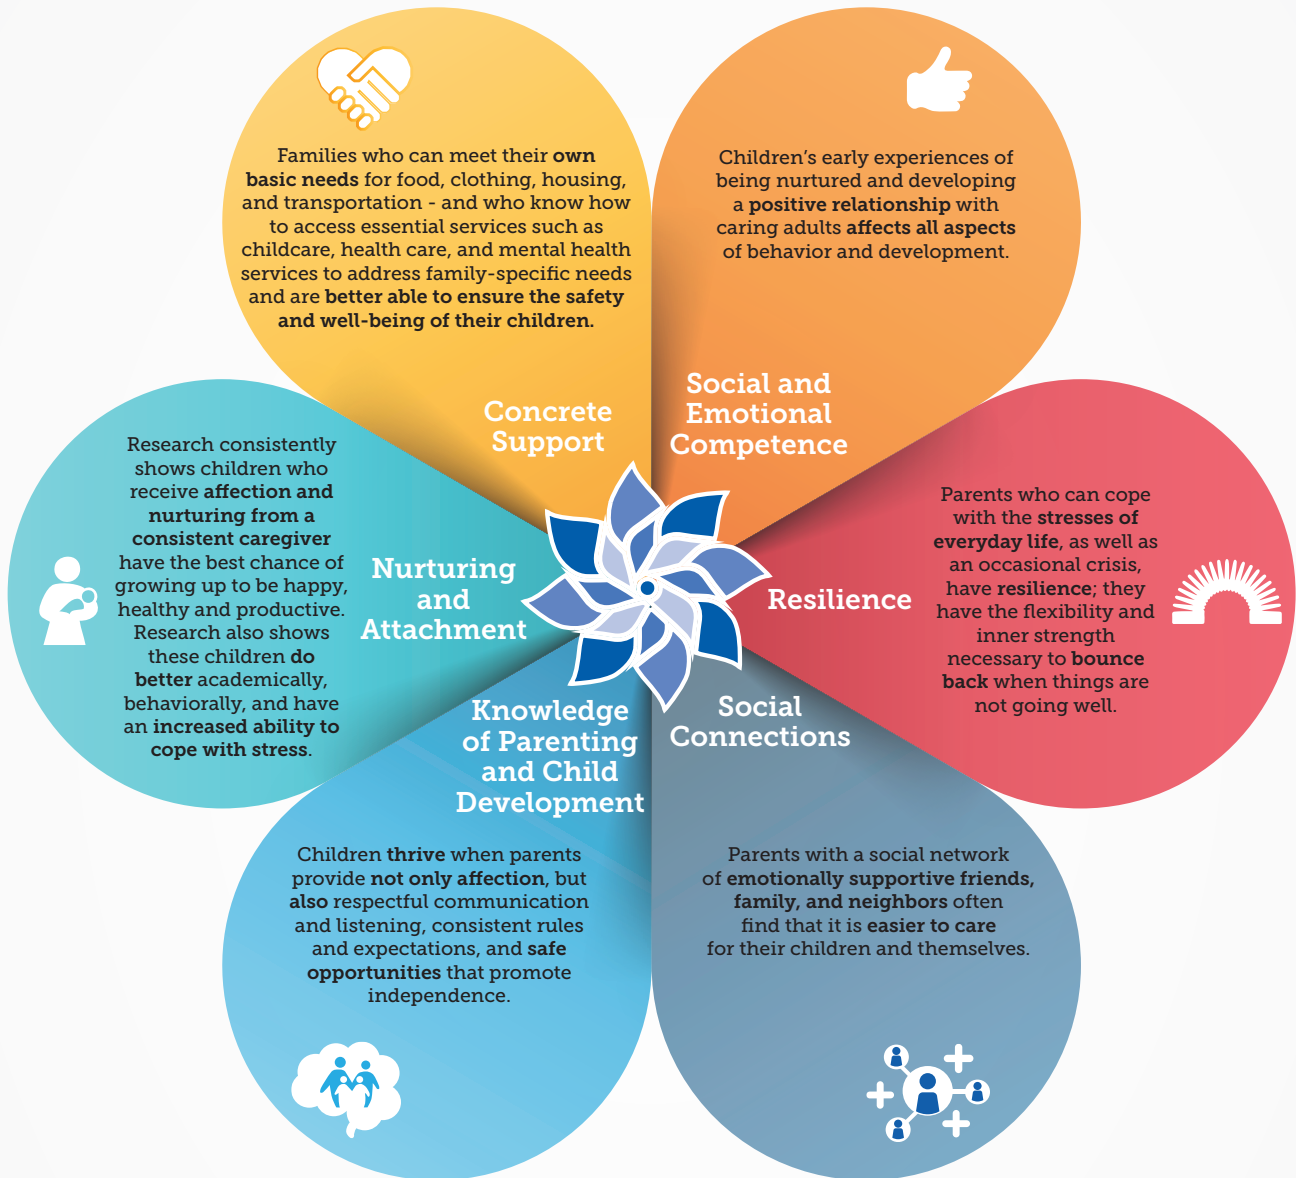 Families who can meet their own
basic needs for food, clothing, housing,
and transportation - and who know how
to access essential services such as
childcare, health care, and mental health
services to address family-specific needs
and are better able to ensure the safety
and well-being of their children.
Concrete
Support
Children’s early experiences of
being nurtured and developing
a positive relationship with
caring adults affects all aspects
of behavior and development.
Social and
Emotional
Competence
Research consistently
shows children who
receive affection and
nurturing from a
consistent caregiver
have the best chance of
growing up to be happy,
healthy and productive.
Research also shows
these children do
better academically,
behaviorally, and have
an increased ability to
cope with stress.
Nurturing
and
Attachment
Resilience
Parents who can cope
with the stresses of
everyday life, as well as
an occasional crisis,
have resilience; they
have the flexibility and
inner strength
necessary to bounce
back when things are
not going well.
Knowledge
of Parenting
and Child
Development
Children thrive when parents
provide not only affection, but
also respectful communication
and listening, consistent rules
and expectations, and safe
opportunities that promote
independence.
Social
Connections
Parents with a social network
of emotionally supportive friends,
family, and neighbors often
find that it is easier to care
for their children and themselves.